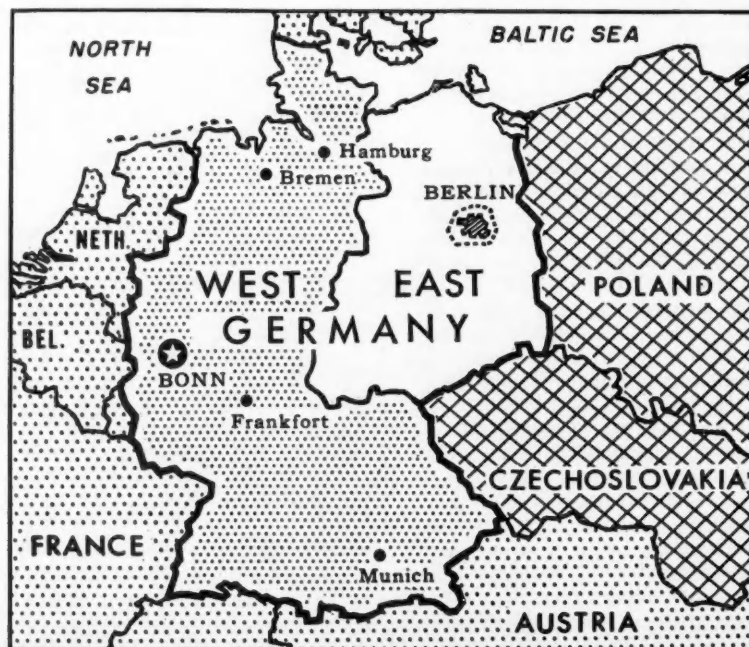 NORTH
SEA
BALTIC SEA
Hamburg
Bremen
BERLIN
NETH.
WEST EAST
GERMANY
POLAND
BEL.
BONN
Frankfort
CZECHOSLOVAKIA
FRANCE
Munich
AUSTRIA